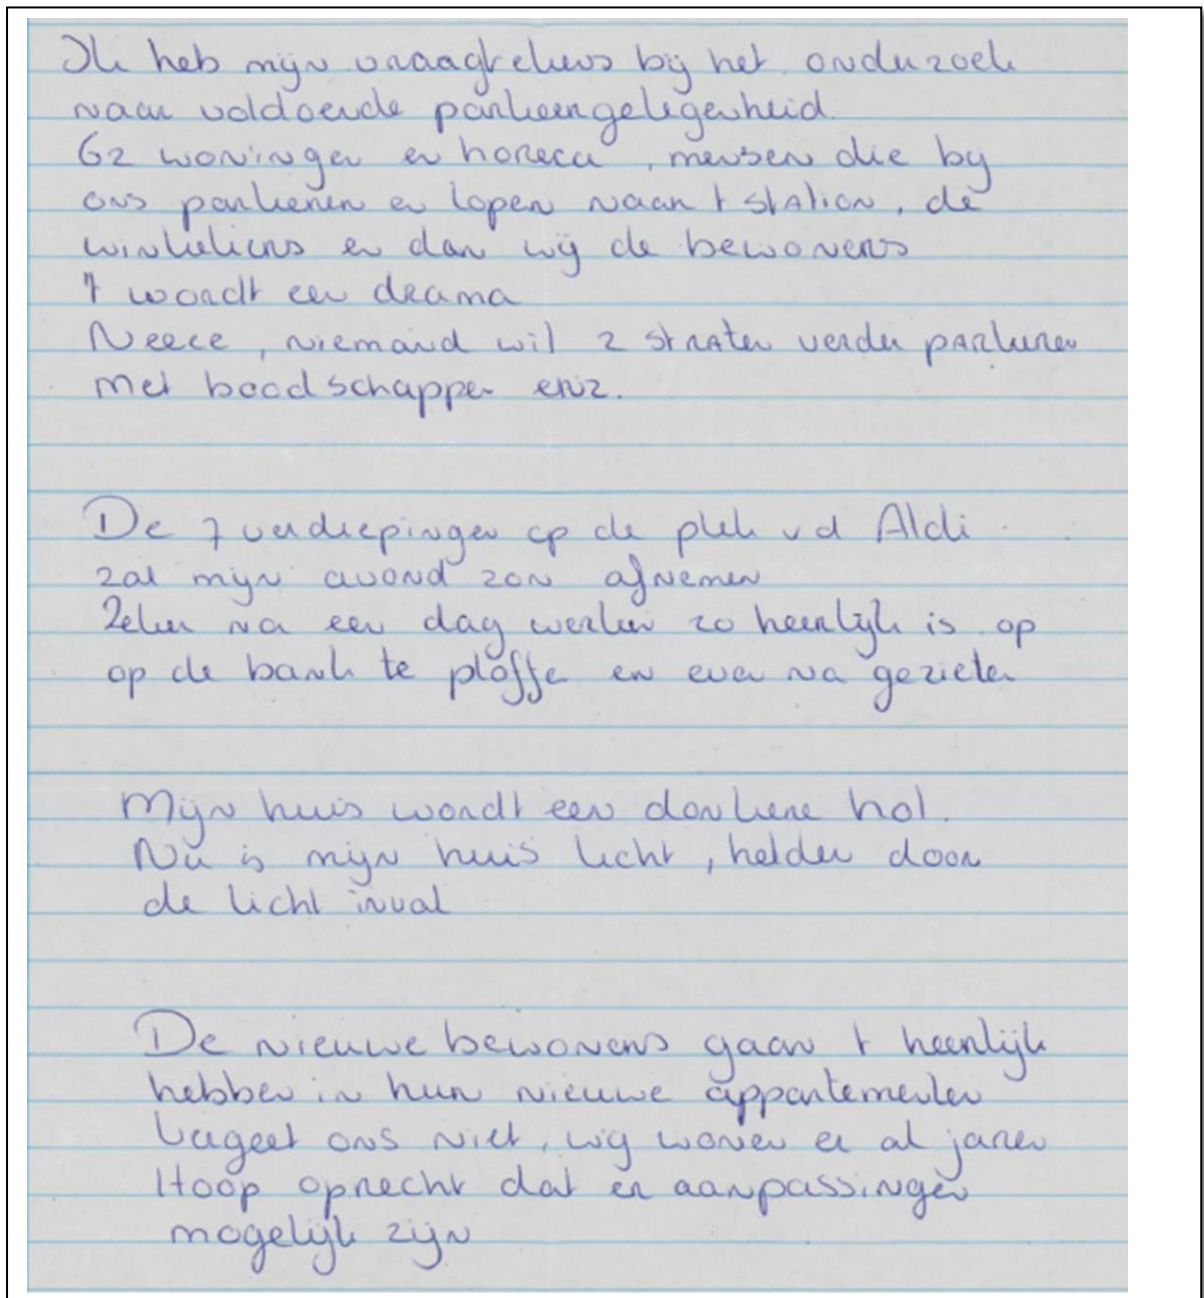 Ik heb mijn vraagtekens bij het onderzoek
naar voldoende parkeergelegenheid.
62 woningen en horeca, mensen die bij
ons parkeren en lopen naar 't station, de
winkeliers en dan wij de bewoners
't wordt een drama
Neeee, niemand wil 2 straten verder parkeren
met boodschappen enz.
De 7 verdiepingen op de plek vd Aldi
zal mijn avond zon afnemen
Zeker na een dag werken zo heerlijk is op
op de bank te ploffe en even na gezieten
Mijn huis wordt een donkere hol.
Nu is mijn huis licht, helder door
de licht inval
De nieuwe bewoners gaan 't heerlijk
hebben in hun nieuwe appartementen
Vergeet ons niet, wij wonen er al jaren
Hoop oprecht dat er aanpassingen
mogelijk zijn